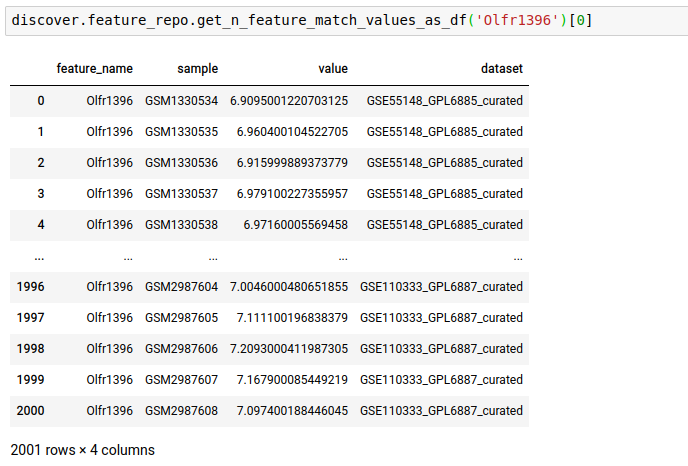 discover.feature_repo.get_n_feature_match_values_as_df('Olfr1396')[0]
feature_name sample value dataset
0 Olfr1396 GSM1330534 6.9095001220703125 GSE55148_GPL6885_curated
1 Olfr1396 GSM1330535 6.960400104522705 GSE55148_GPL6885_curated
2 Olfr1396 GSM1330536 6.915999889373779 GSE55148_GPL6885_curated
3 Olfr1396 GSM1330537 6.979100227355957 GSE55148_GPL6885_curated
4 Olfr1396 GSM1330538 6.97160005569458 GSE55148_GPL6885_curated
... ... ... ... ...
1996 Olfr1396 GSM2987604 7.0046000480651855 GSE110333_GPL6887_curated
1997 Olfr1396 GSM2987605 7.111100196838379 GSE110333_GPL6887_curated
1998 Olfr1396 GSM2987606 7.2093000411987305 GSE110333_GPL6887_curated
1999 Olfr1396 GSM2987607 7.167900085449219 GSE110333_GPL6887_curated
2000 Olfr1396 GSM2987608 7.097400188446045 GSE110333_GPL6887_curated
2001 rows × 4 columns